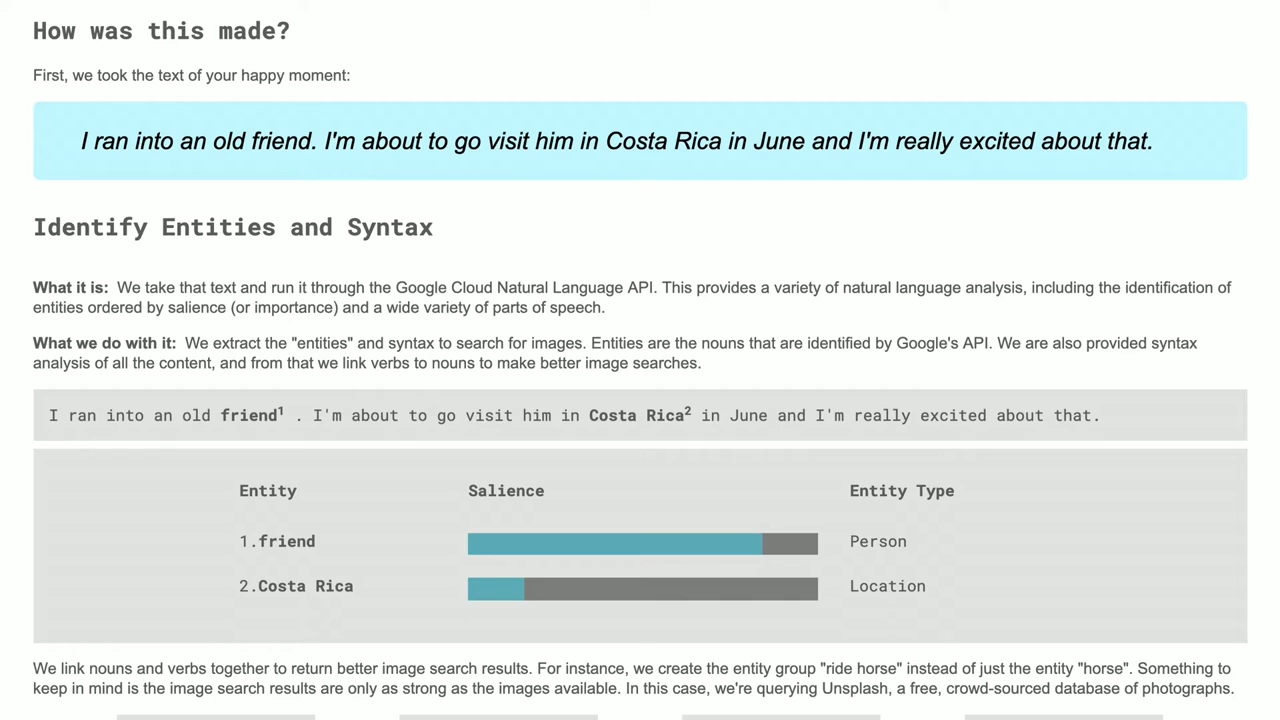 How was this made?
First, we took the text of your happy moment:
I ran into an old friend. I'm about to go visit him in Costa Rica in June and I'm really excited about that.
Identify Entities and Syntax
What it is: We take that text and run it through the Google Cloud Natural Language API. This provides a variety of natural language analysis, including the identification of
entities ordered by salience (or importance) and a wide variety of parts of speech.
What we do with it: We extract the "entities" and syntax to search for images. Entities are the nouns that are identified by Google's API. We are also provided syntax
analysis of all the content, and from that we link verbs to nouns to make better image searches.
I ran into an old friend¹ . I'm about to go visit him in Costa Rica² in June and I'm really excited about that.
Entity Salience Entity Type
1.friend Person
2.Costa Rica Location
We link nouns and verbs together to return better image search results. For instance, we create the entity group "ride horse" instead of just the entity "horse". Something to
keep in mind is the image search results are only as strong as the images available. In this case, we're querying Unsplash, a free, crowd-sourced database of photographs.